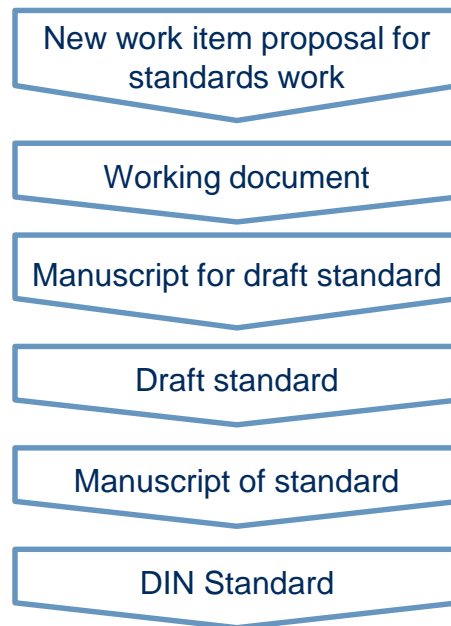 New work item proposal for
standards work
Working document
Manuscript for draft standard
Draft standard
Manuscript of standard
DIN Standard